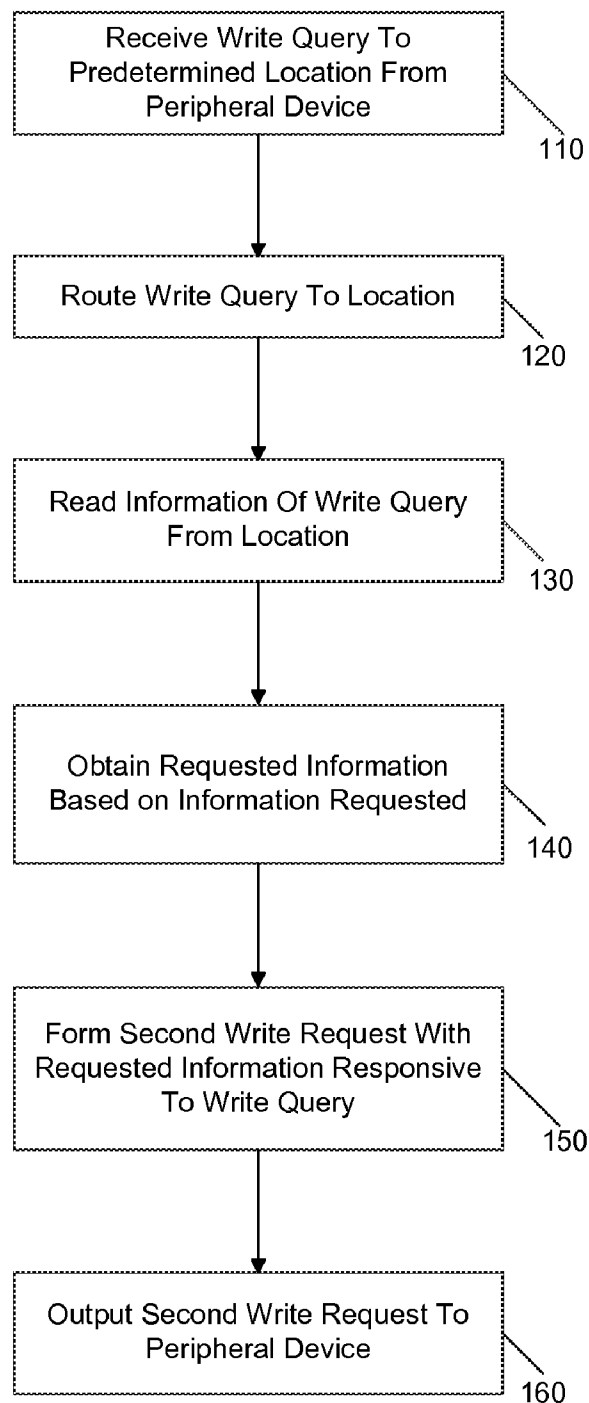 Receive Write Query To
Predetermined Location From
Peripheral Device
110
Route Write Query To Location
120
Read Information Of Write Query
From Location
130
Obtain Requested Information
Based on Information Requested
140
Form Second Write Request With
Requested Information Responsive
To Write Query
150
Output Second Write Request To
Peripheral Device
160